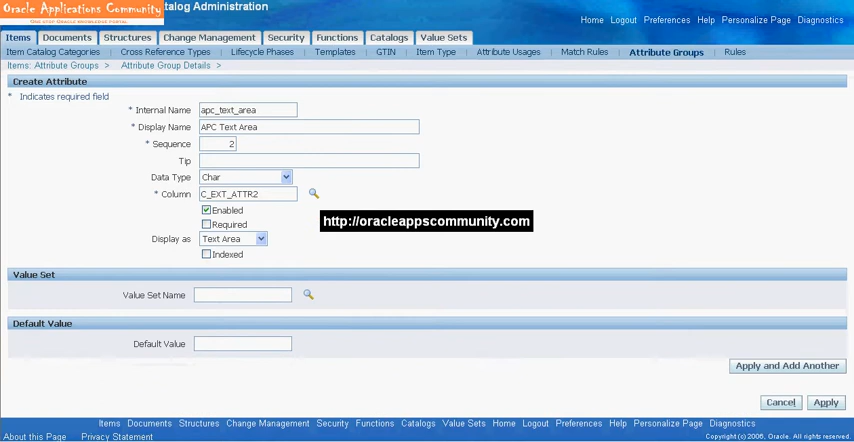 Oracle Applications Community
ONE STOP ORACLE KNOWLEDGE PORTAL
talog Administration
Home Logout Preferences Help Personalize Page Diagnostics
Items Documents Structures Change Management Security Functions Catalogs Value Sets
Item Catalog Categories | Cross Reference Types | Lifecycle Phases | Templates | GTIN | Item Type | Attribute Usages | Match Rules | Attribute Groups | Rules
Items: Attribute Groups > Attribute Group Details >
Create Attribute
* Indicates required field
* Internal Name apc_text_area
* Display Name APC Text Area
* Sequence 2
Tip
Data Type Char
* Column C_EXT_ATTR2
Enabled
Required
http://oracleappscommunity.com
Display as Text Area
Indexed
Value Set
Value Set Name
Default Value
Default Value
Apply and Add Another
Cancel Apply
Items Documents Structures Change Management Security Functions Catalogs Value Sets Home Logout Preferences Help Personalize Page Diagnostics
About this Page Privacy Statement Copyright (c) 2006, Oracle. All rights reserved.